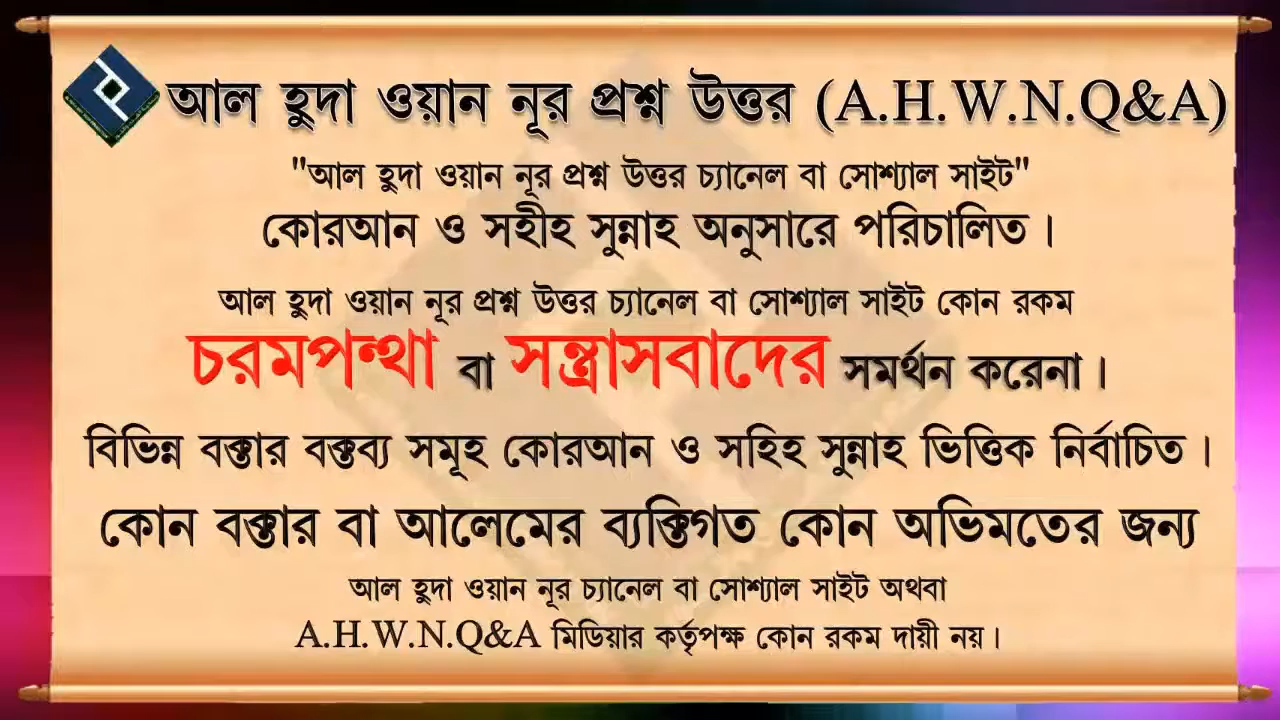 আল হুদা ওয়ান নূর প্রশ্ন উত্তর (A.H.W.N.Q&A)
"আল হুদা ওয়ান নূর প্রশ্ন উত্তর চ্যানেল বা সোশ্যাল সাইট"
কোরআন ও সহীহ সুন্নাহ অনুসারে পরিচালিত।
আল হুদা ওয়ান নূর প্রশ্ন উত্তর চ্যানেল বা সোশ্যাল সাইট কোন রকম
চরমপন্থা বা সন্ত্রাসবাদের সমর্থন করেনা।
বিভিন্ন বক্তার বক্তব্য সমূহ কোরআন ও সহিহ সুন্নাহ ভিত্তিক নির্বাচিত।
কোন বক্তার বা আলেমের ব্যক্তিগত কোন অভিমতের জন্য
আল হুদা ওয়ান নূর চ্যানেল বা সোশ্যাল সাইট অথবা
A.H.W.N.Q&A মিডিয়ার কর্তৃপক্ষ কোন রকম দায়ী নয়।